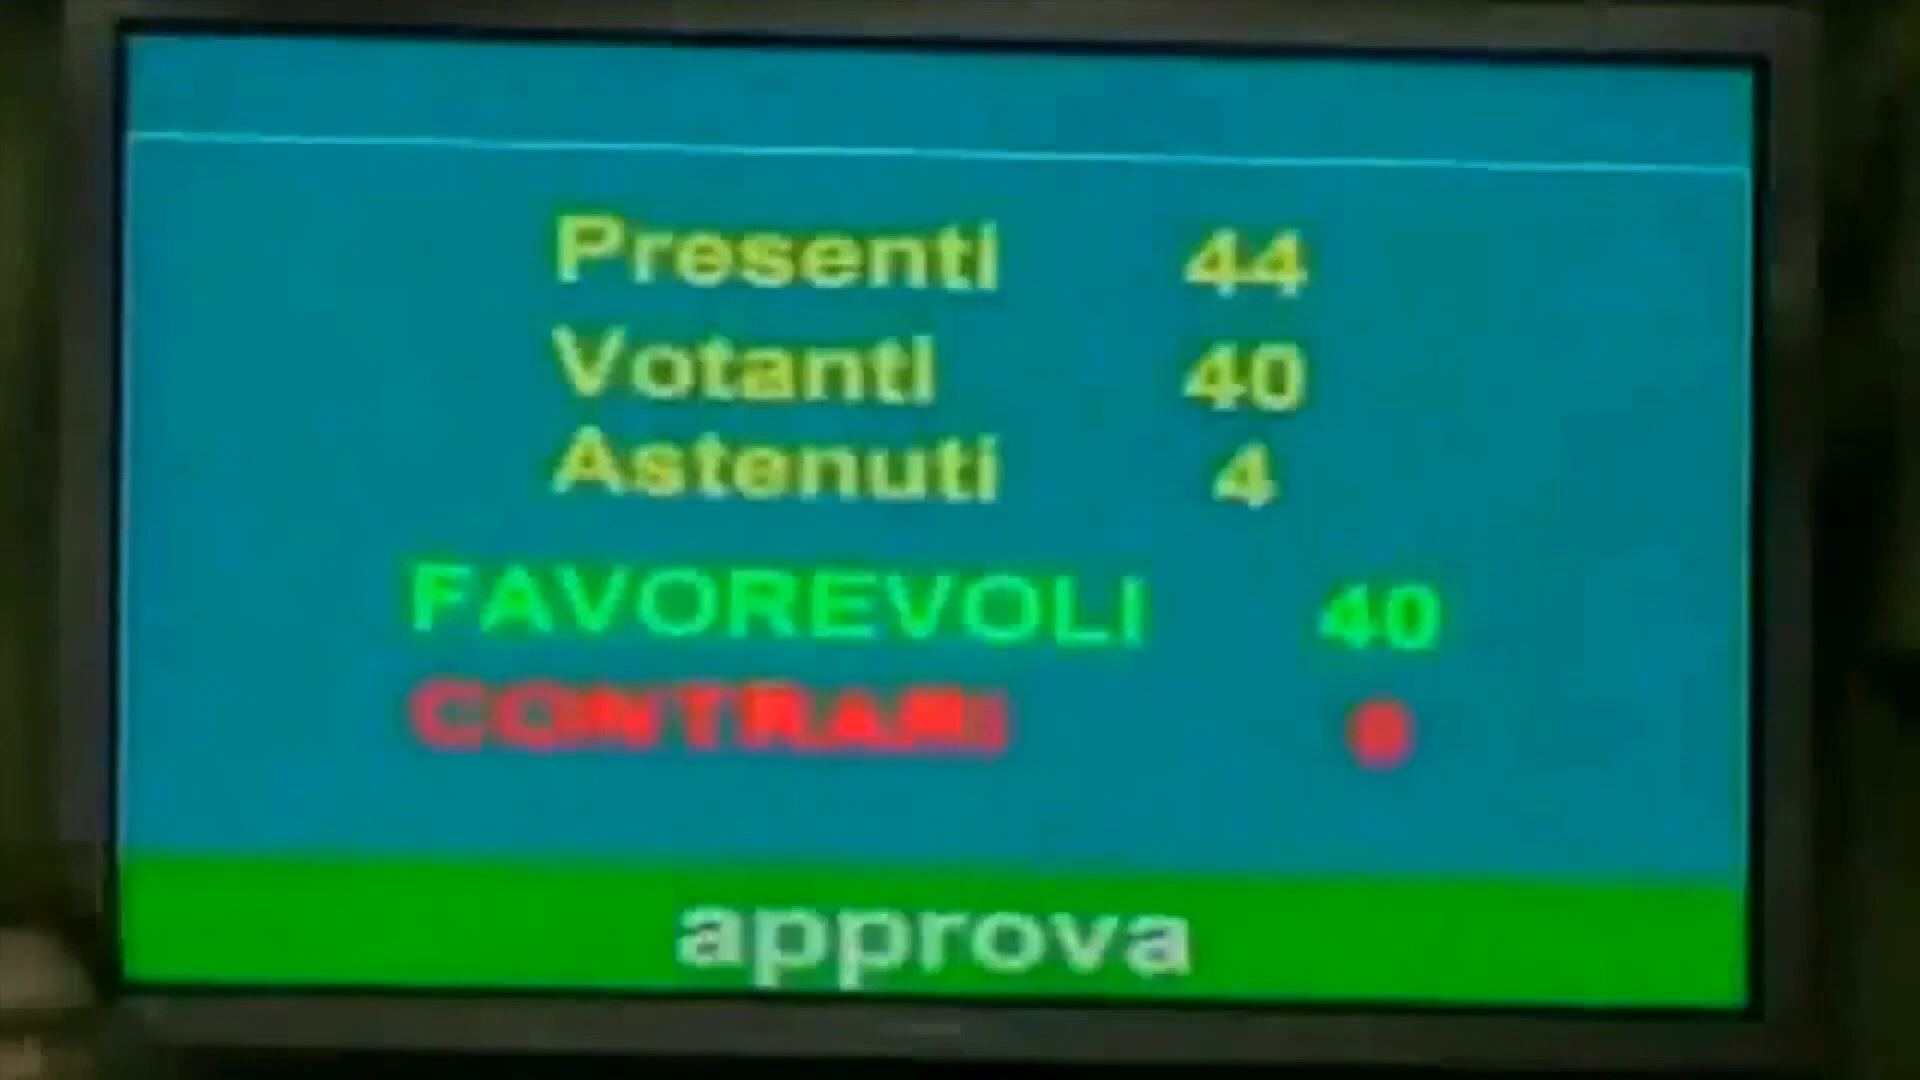 Presenti 44
Votanti 40
Astenuti 4
FAVOREVOLI 40
CONTRARI 0
approva